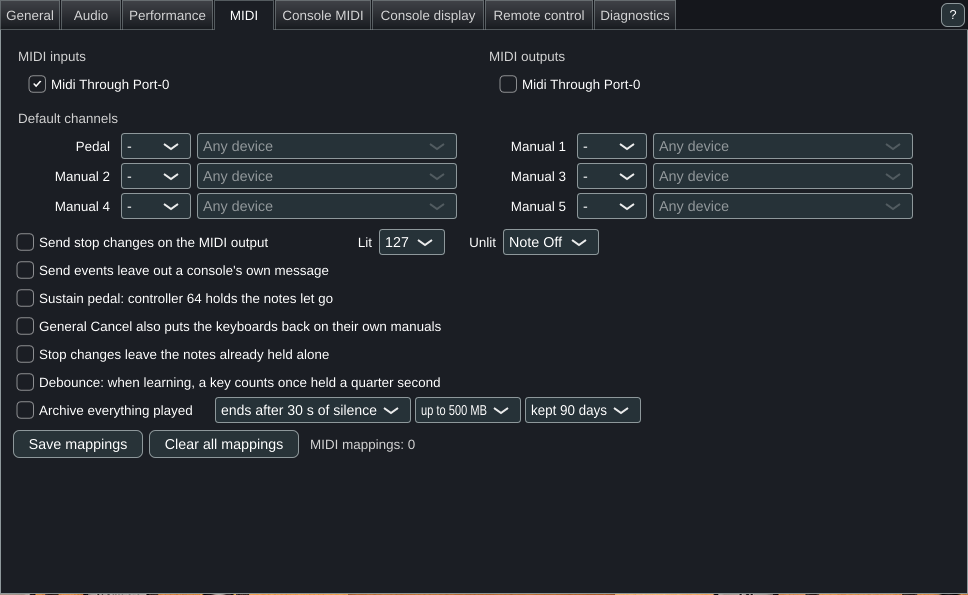 General Audio Performance MIDI Console MIDI Console display Remote control Diagnostics ?
MIDI inputs MIDI outputs
Midi Through Port-0 Midi Through Port-0
Default channels
Pedal - Any device Manual 1 - Any device
Manual 2 - Any device Manual 3 - Any device
Manual 4 - Any device Manual 5 - Any device
Send stop changes on the MIDI output Lit 127 Unlit Note Off
Send events leave out a console's own message
Sustain pedal: controller 64 holds the notes let go
General Cancel also puts the keyboards back on their own manuals
Stop changes leave the notes already held alone
Debounce: when learning, a key counts once held a quarter second
Archive everything played ends after 30 s of silence up to 500 MB kept 90 days
Save mappings Clear all mappings MIDI mappings: 0